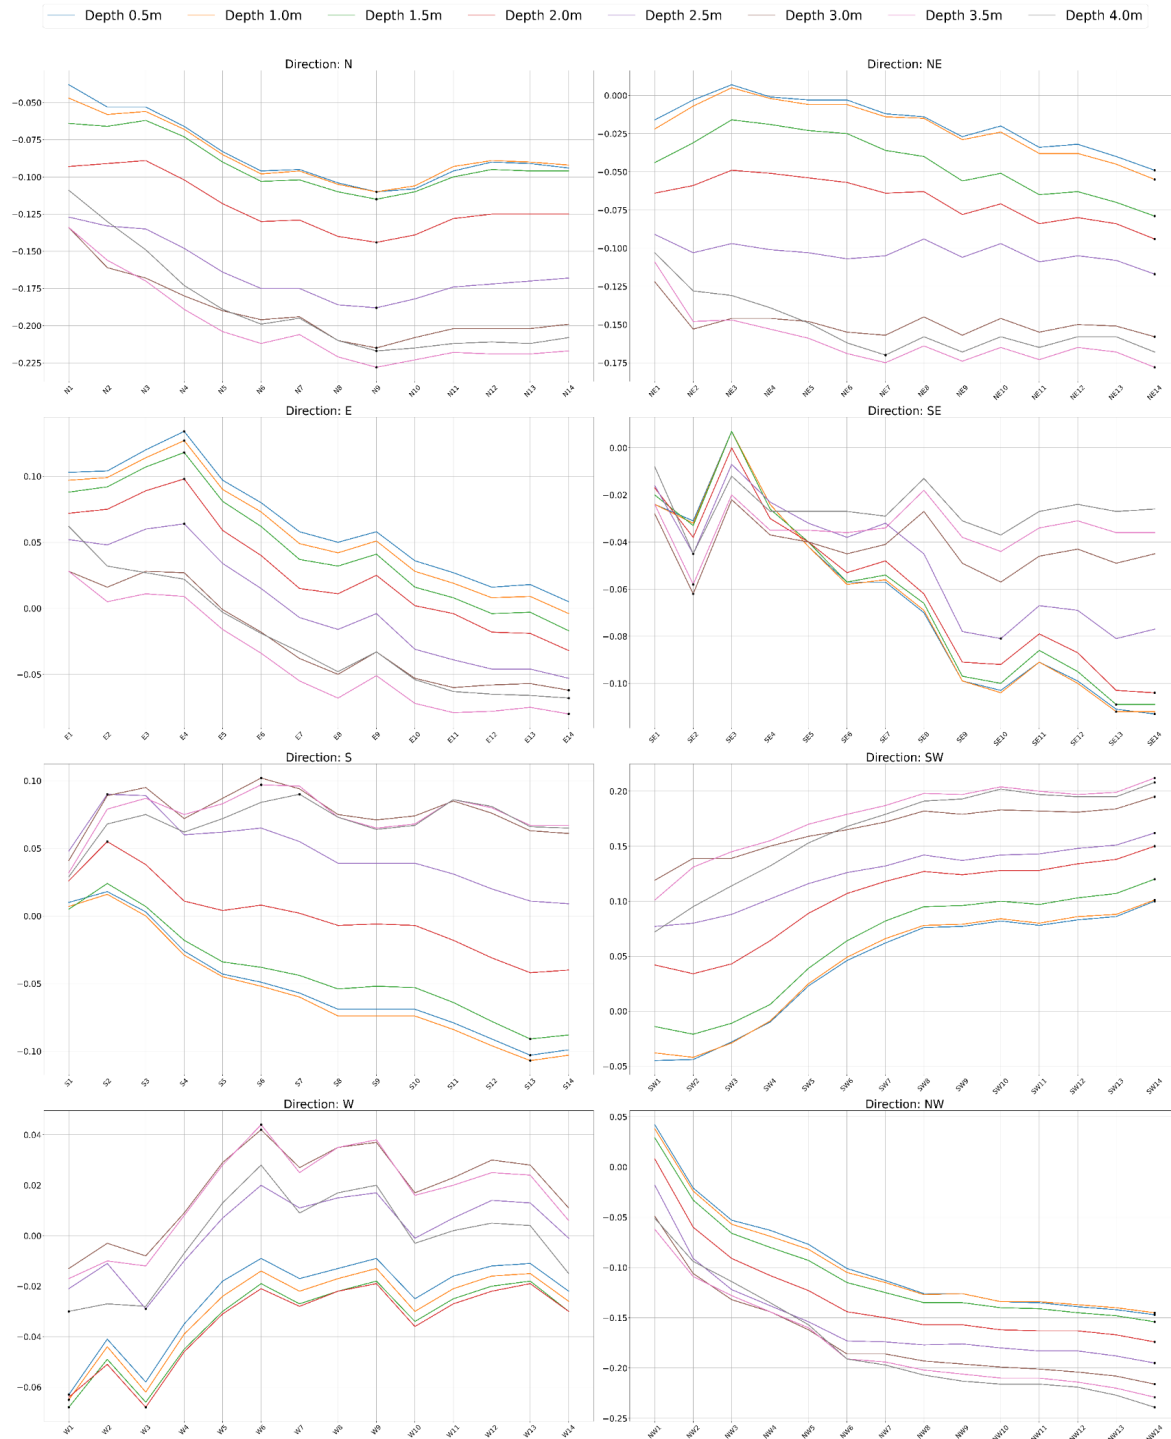 Depth 0.5m Depth 1.0m Depth 1.5m Depth 2.0m Depth 2.5m Depth 3.0m Depth 3.5m Depth 4.0m
Direction: N
−0.050
−0.075
−0.100
−0.125
−0.150
−0.175
−0.200
−0.225
N1 N2 N3 N4 N5 N6 N7 N8 N9 N10 N11 N12 N13 N14
Direction: NE
0.000
−0.025
−0.050
−0.075
−0.100
−0.125
−0.150
−0.175
NE1 NE2 NE3 NE4 NE5 NE6 NE7 NE8 NE9 NE10 NE11 NE12 NE13 NE14
Direction: E
0.10
0.05
0.00
−0.05
E1 E2 E3 E4 E5 E6 E7 E8 E9 E10 E11 E12 E13 E14
Direction: SE
0.00
−0.02
−0.04
−0.06
−0.08
−0.10
SE1 SE2 SE3 SE4 SE5 SE6 SE7 SE8 SE9 SE10 SE11 SE12 SE13 SE14
Direction: S
0.10
0.05
0.00
−0.05
−0.10
S1 S2 S3 S4 S5 S6 S7 S8 S9 S10 S11 S12 S13 S14
Direction: SW
0.20
0.15
0.10
0.05
0.00
−0.05
SW1 SW2 SW3 SW4 SW5 SW6 SW7 SW8 SW9 SW10 SW11 SW12 SW13 SW14
Direction: W
0.04
0.02
0.00
−0.02
−0.04
−0.06
W1 W2 W3 W4 W5 W6 W7 W8 W9 W10 W11 W12 W13 W14
Direction: NW
0.05
0.00
−0.05
−0.10
−0.15
−0.20
−0.25
NW1 NW2 NW3 NW4 NW5 NW6 NW7 NW8 NW9 NW10 NW11 NW12 NW13 NW14